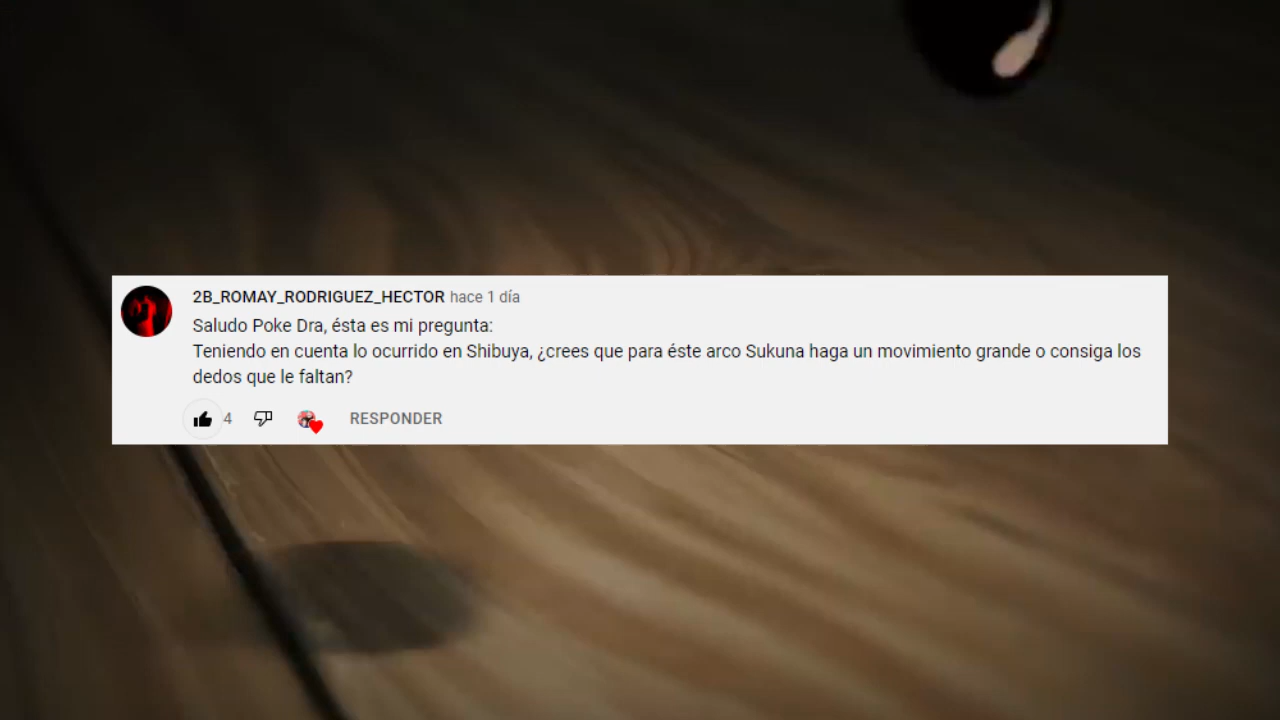 2B_ROMAY_RODRIGUEZ_HECTOR hace 1 día
Saludo Poke Dra, ésta es mi pregunta:
Teniendo en cuenta lo ocurrido en Shibuya, ¿crees que para éste arco Sukuna haga un movimiento grande o consiga los
dedos que le faltan?
4 RESPONDER